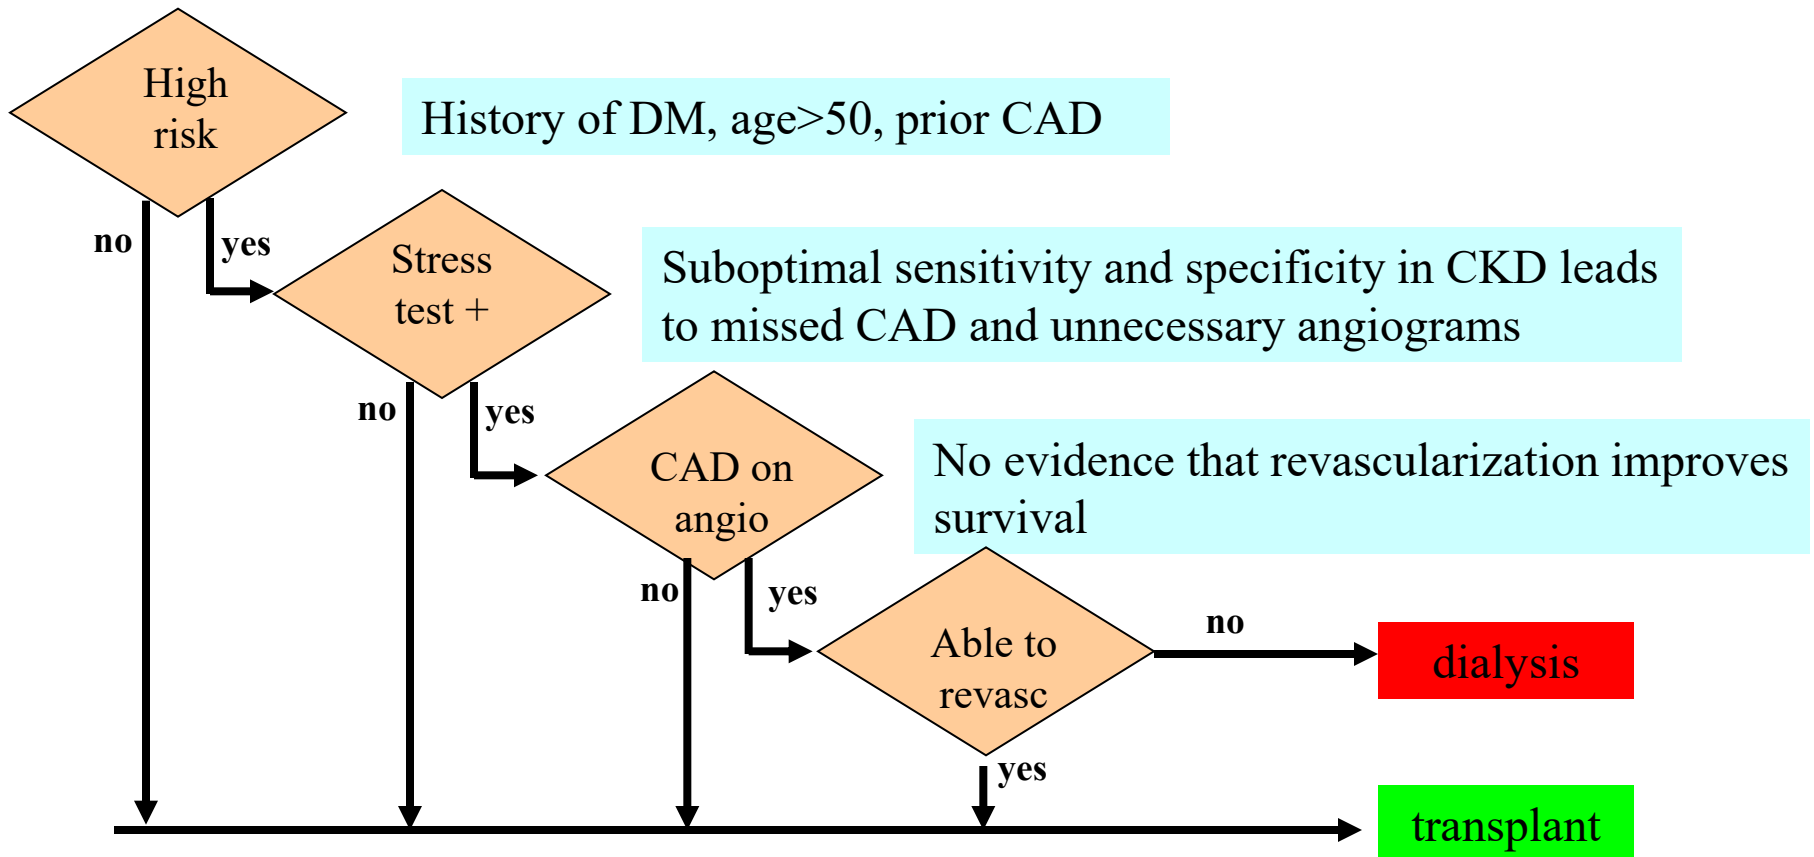 High
risk
History of DM, age>50, prior CAD
no
yes
Stress
test +
Suboptimal sensitivity and specificity in CKD leads
to missed CAD and unnecessary angiograms
no
yes
CAD on
angio
No evidence that revascularization improves
survival
no
yes
Able to
revasc
no
dialysis
yes
transplant